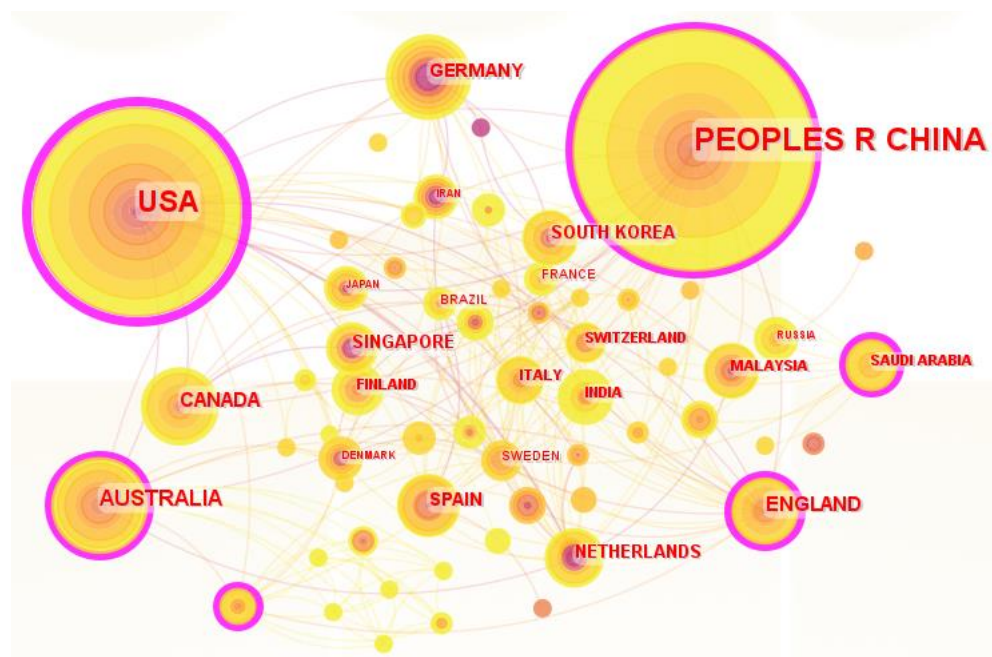 GERMANY
PEOPLES R CHINA
USA
IRAN
SOUTH KOREA
FRANCE
JAPAN
BRAZIL
SINGAPORE
SWITZERLAND
RUSSIA
MALAYSIA
SAUDI ARABIA
FINLAND
ITALY
INDIA
CANADA
DENMARK
SWEDEN
AUSTRALIA
SPAIN
ENGLAND
NETHERLANDS